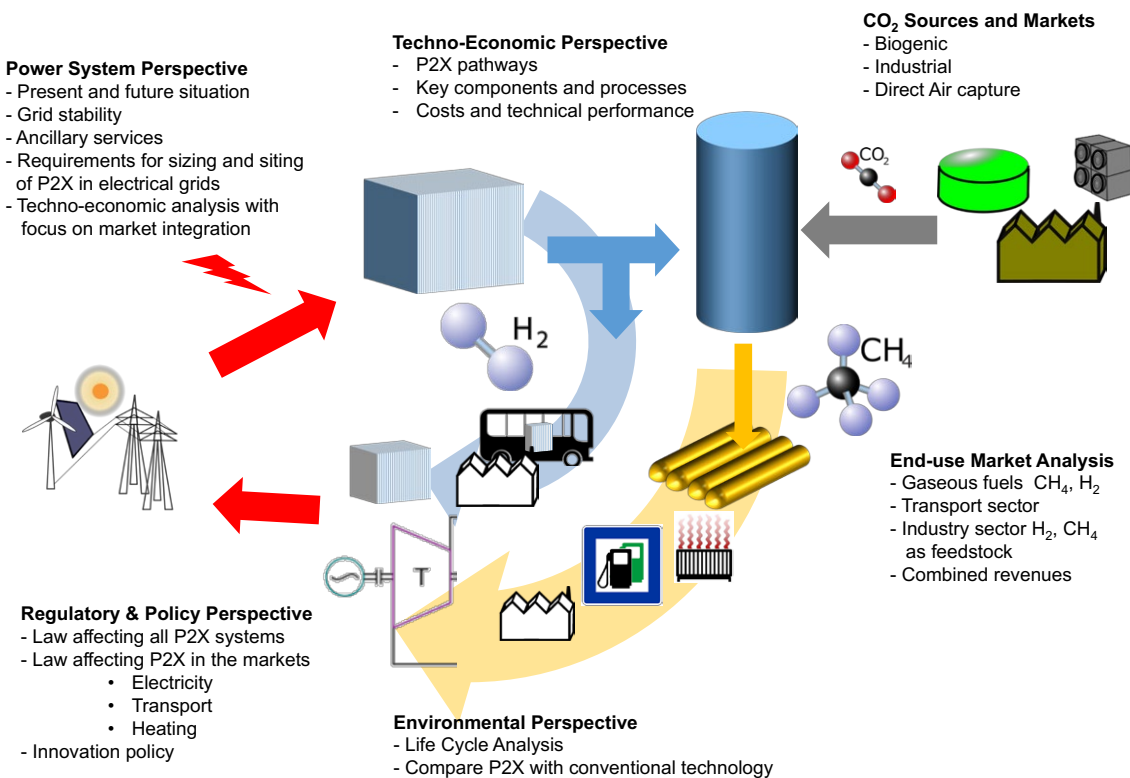 Power System Perspective
- Present and future situation
- Grid stability
- Ancillary services
- Requirements for sizing and siting
of P2X in electrical grids
- Techno-economic analysis with
focus on market integration
Techno-Economic Perspective
- P2X pathways
- Key components and processes
- Costs and technical performance
CO₂ Sources and Markets
- Biogenic
- Industrial
- Direct Air capture
CO₂
H₂
CH₄
End-use Market Analysis
- Gaseous fuels CH₄, H₂
- Transport sector
- Industry sector H₂, CH₄
as feedstock
- Combined revenues
T
Regulatory & Policy Perspective
- Law affecting all P2X systems
- Law affecting P2X in the markets
• Electricity
• Transport
• Heating
- Innovation policy
Environmental Perspective
- Life Cycle Analysis
- Compare P2X with conventional technology